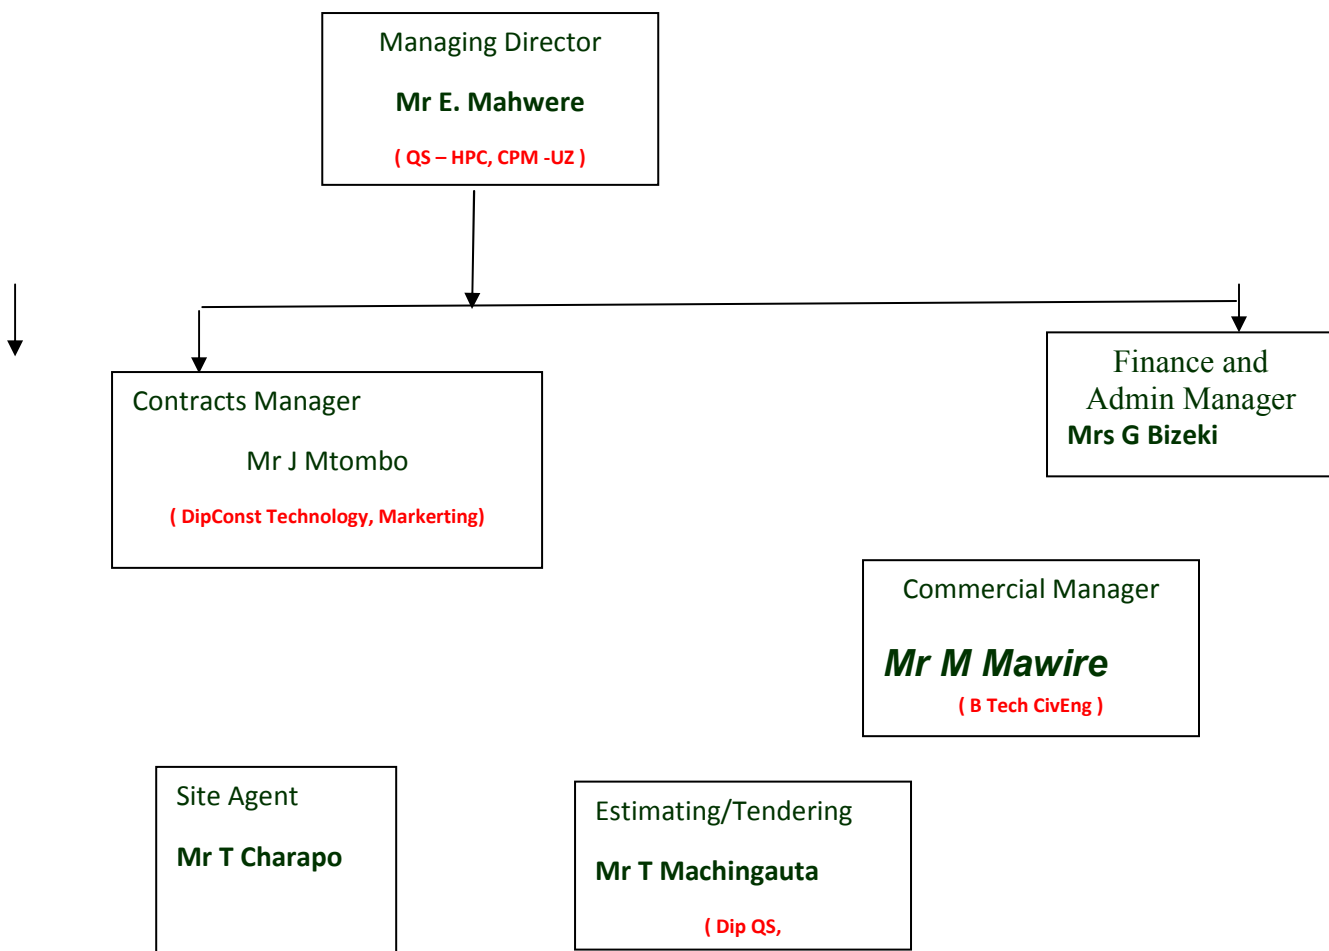 Managing Director
Mr E. Mahwere
( QS – HPC, CPM -UZ )
Contracts Manager
Mr J Mtombo
( DipConst Technology, Markerting)
Finance and
Admin Manager
Mrs G Bizeki
Commercial Manager
Mr M Mawire
( B Tech CivEng )
Site Agent
Mr T Charapo
Estimating/Tendering
Mr T Machingauta
( Dip QS,